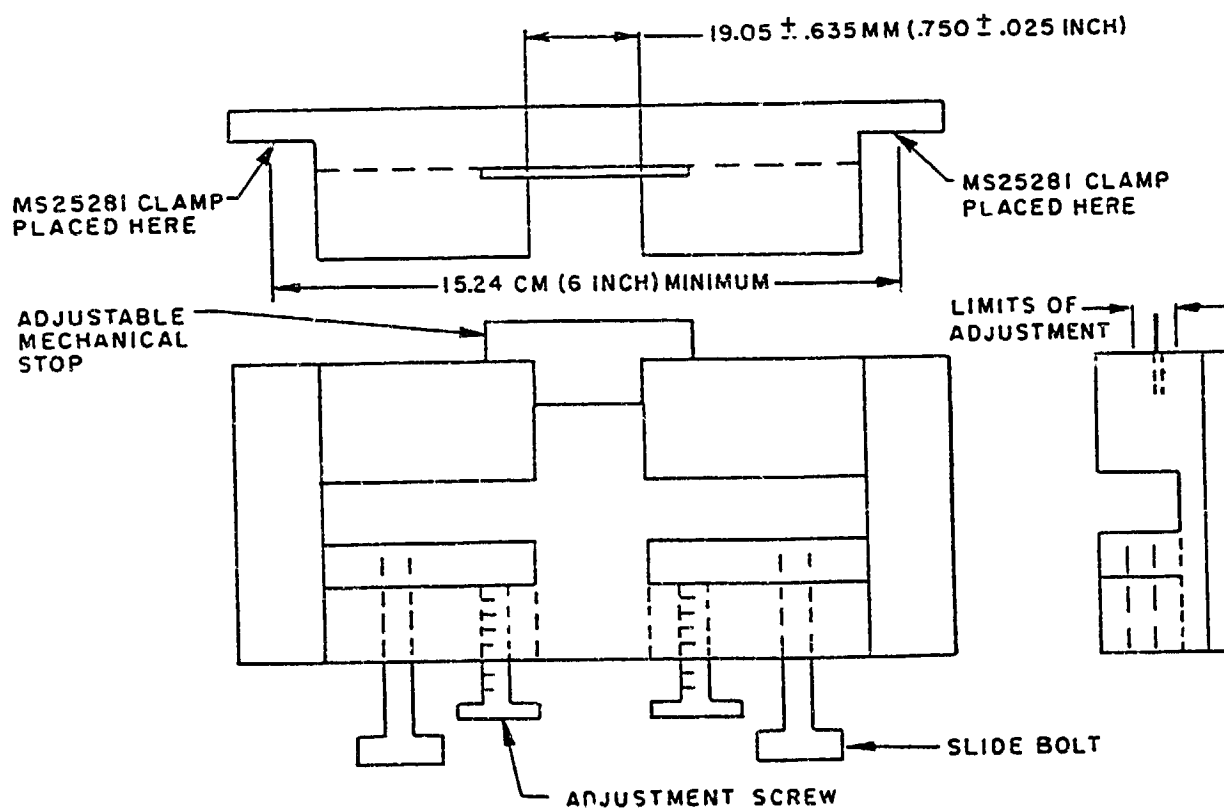 19.05 ± .635 MM (.750 ± .025 INCH)
MS25281 CLAMP
PLACED HERE
MS25281 CLAMP
PLACED HERE
15.24 CM (6 INCH) MINIMUM
ADJUSTABLE
MECHANICAL
STOP
LIMITS OF
ADJUSTMENT
SLIDE BOLT
ADJUSTMENT SCREW